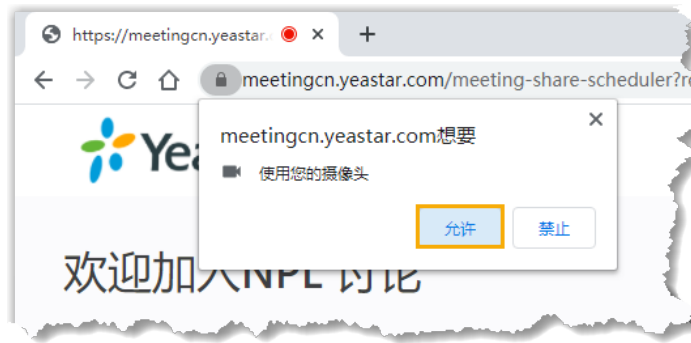 https://meetingcn.yeastar.
meetingcn.yeastar.com/meeting-share-scheduler?r
meetingcn.yeastar.com想要
使用您的摄像头
允许
禁止
Yea
欢迎加入NPL 讨论